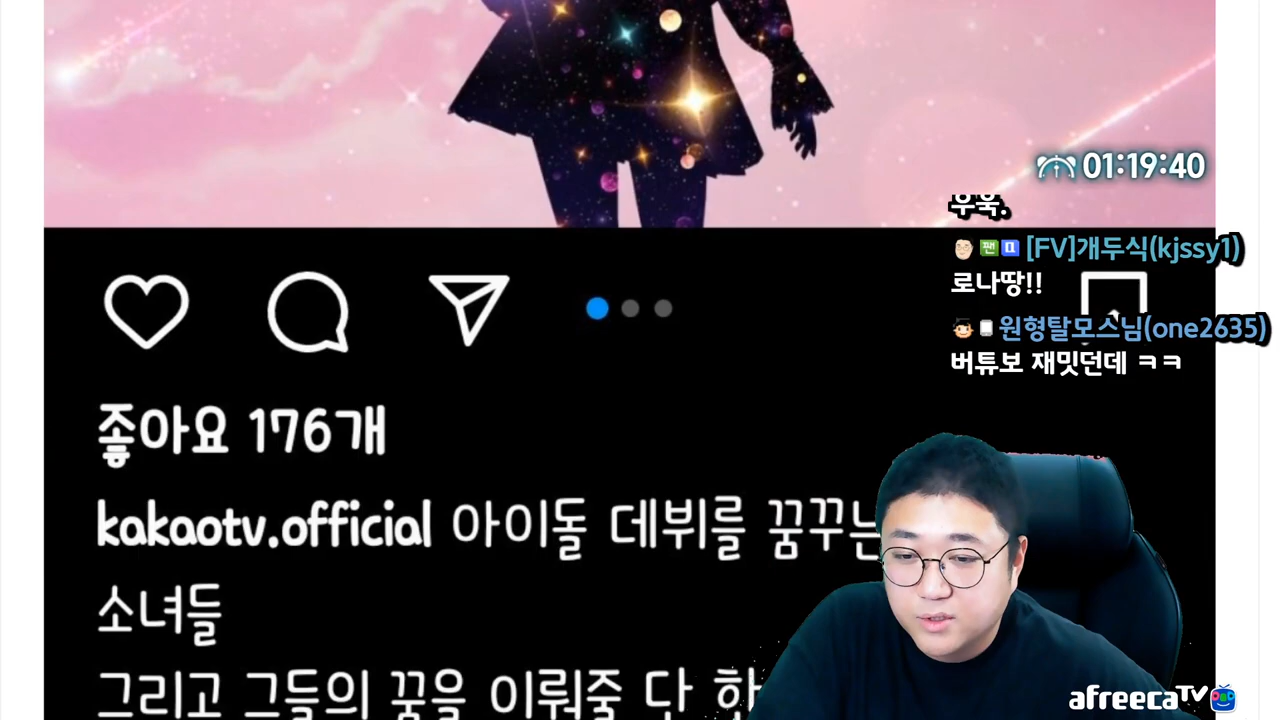 01:19:40
우욱.
팬 [FV]개두식(kjssy1)
로나땅!!
원형탈모스님(one2635)
버튜보 재밋던데 ㅋㅋ
좋아요 176개
kakaotv.official 아이돌 데뷔를 꿈꾸는
소녀들
그리고 그들의 꿈을 이뤄줄 단 한
afreecaTV